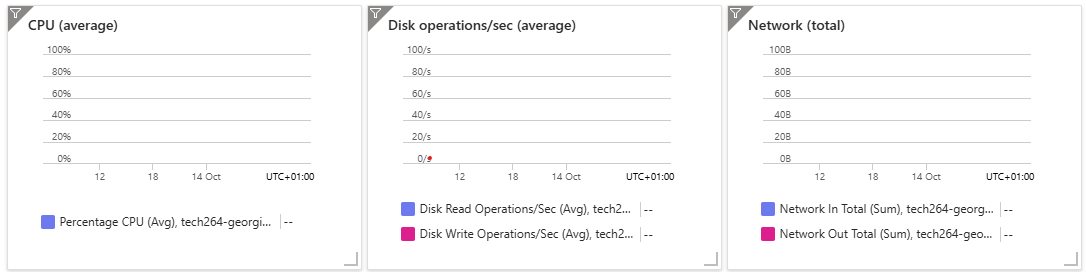 CPU (average)
100%
80%
60%
40%
20%
0%
12 18 14 Oct UTC+01:00
Percentage CPU (Avg), tech264-georgi... --
Disk operations/sec (average)
100/s
80/s
60/s
40/s
20/s
0/s
12 18 14 Oct UTC+01:00
Disk Read Operations/Sec (Avg), tech2... --
Disk Write Operations/Sec (Avg), tech2... --
Network (total)
100B
80B
60B
40B
20B
0B
12 18 14 Oct UTC+01:00
Network In Total (Sum), tech264-georg... --
Network Out Total (Sum), tech264-geo... --